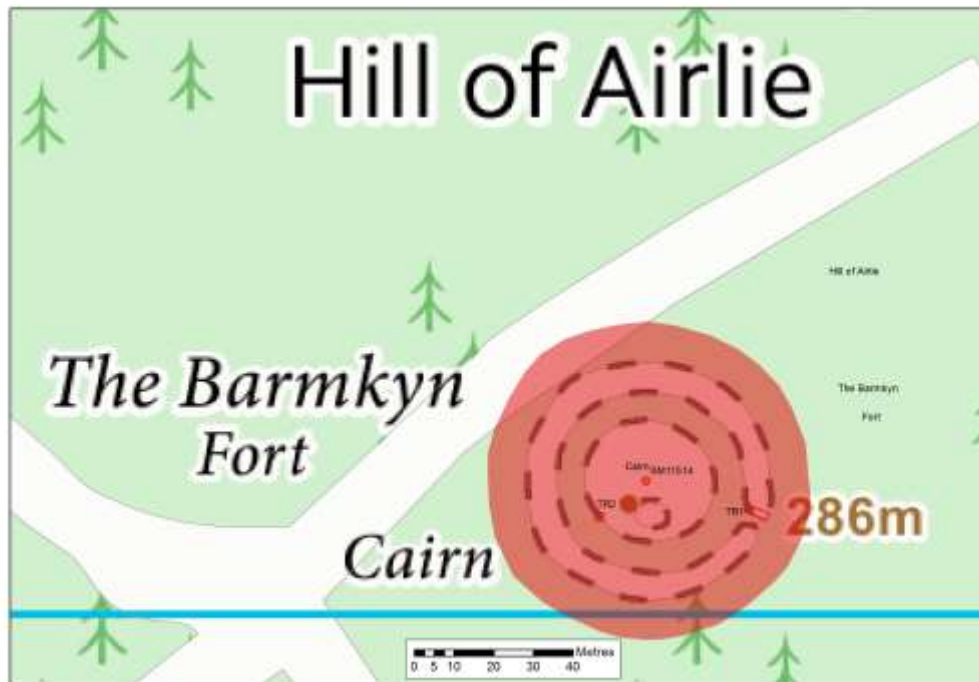 Hill of Airlie
Hill of Airlie
The Barmkyn
Fort
The Barmkyn
Fort
Cairn
TR2
TR1
286m
Cairn
Metres
0 5 10 20 30 40